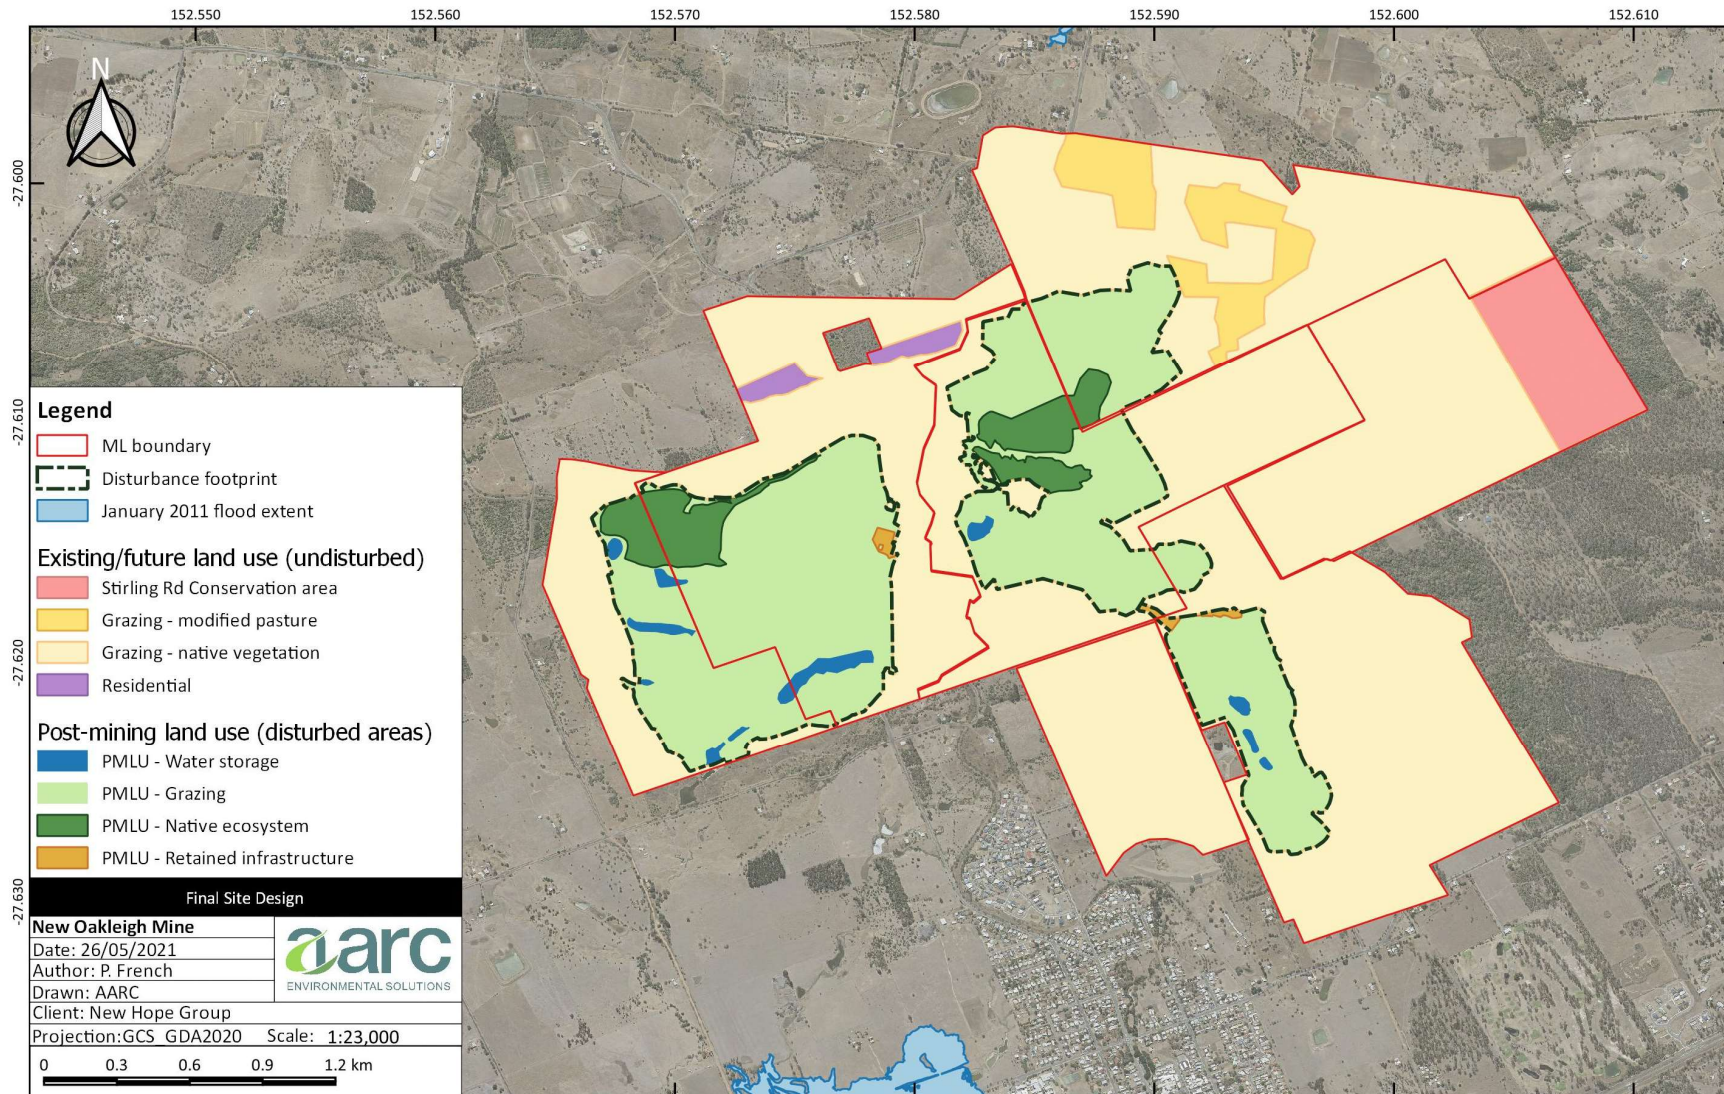 152.550
152.560
152.570
152.580
152.590
152.600
152.610
-27.600
-27.610
-27.620
-27.630
N
Legend
ML boundary
Disturbance footprint
January 2011 flood extent
Existing/future land use (undisturbed)
Stirling Rd Conservation area
Grazing - modified pasture
Grazing - native vegetation
Residential
Post-mining land use (disturbed areas)
PMLU - Water storage
PMLU - Grazing
PMLU - Native ecosystem
PMLU - Retained infrastructure
Final Site Design
New Oakleigh Mine
Date: 26/05/2021
Author: P. French
Drawn: AARC
aarc
ENVIRONMENTAL SOLUTIONS
Client: New Hope Group
Projection:GCS_GDA2020 Scale: 1:23,000
0 0.3 0.6 0.9 1.2 km